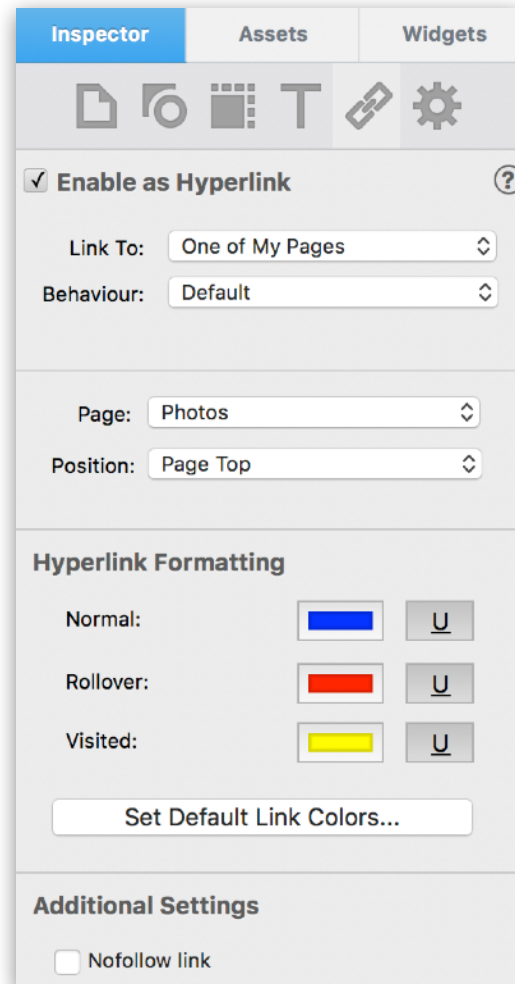 Inspector Assets Widgets
T
Enable as Hyperlink ?
Link To: One of My Pages
Behaviour: Default
Page: Photos
Position: Page Top
Hyperlink Formatting
Normal: U
Rollover: U
Visited: U
Set Default Link Colors...
Additional Settings
Nofollow link